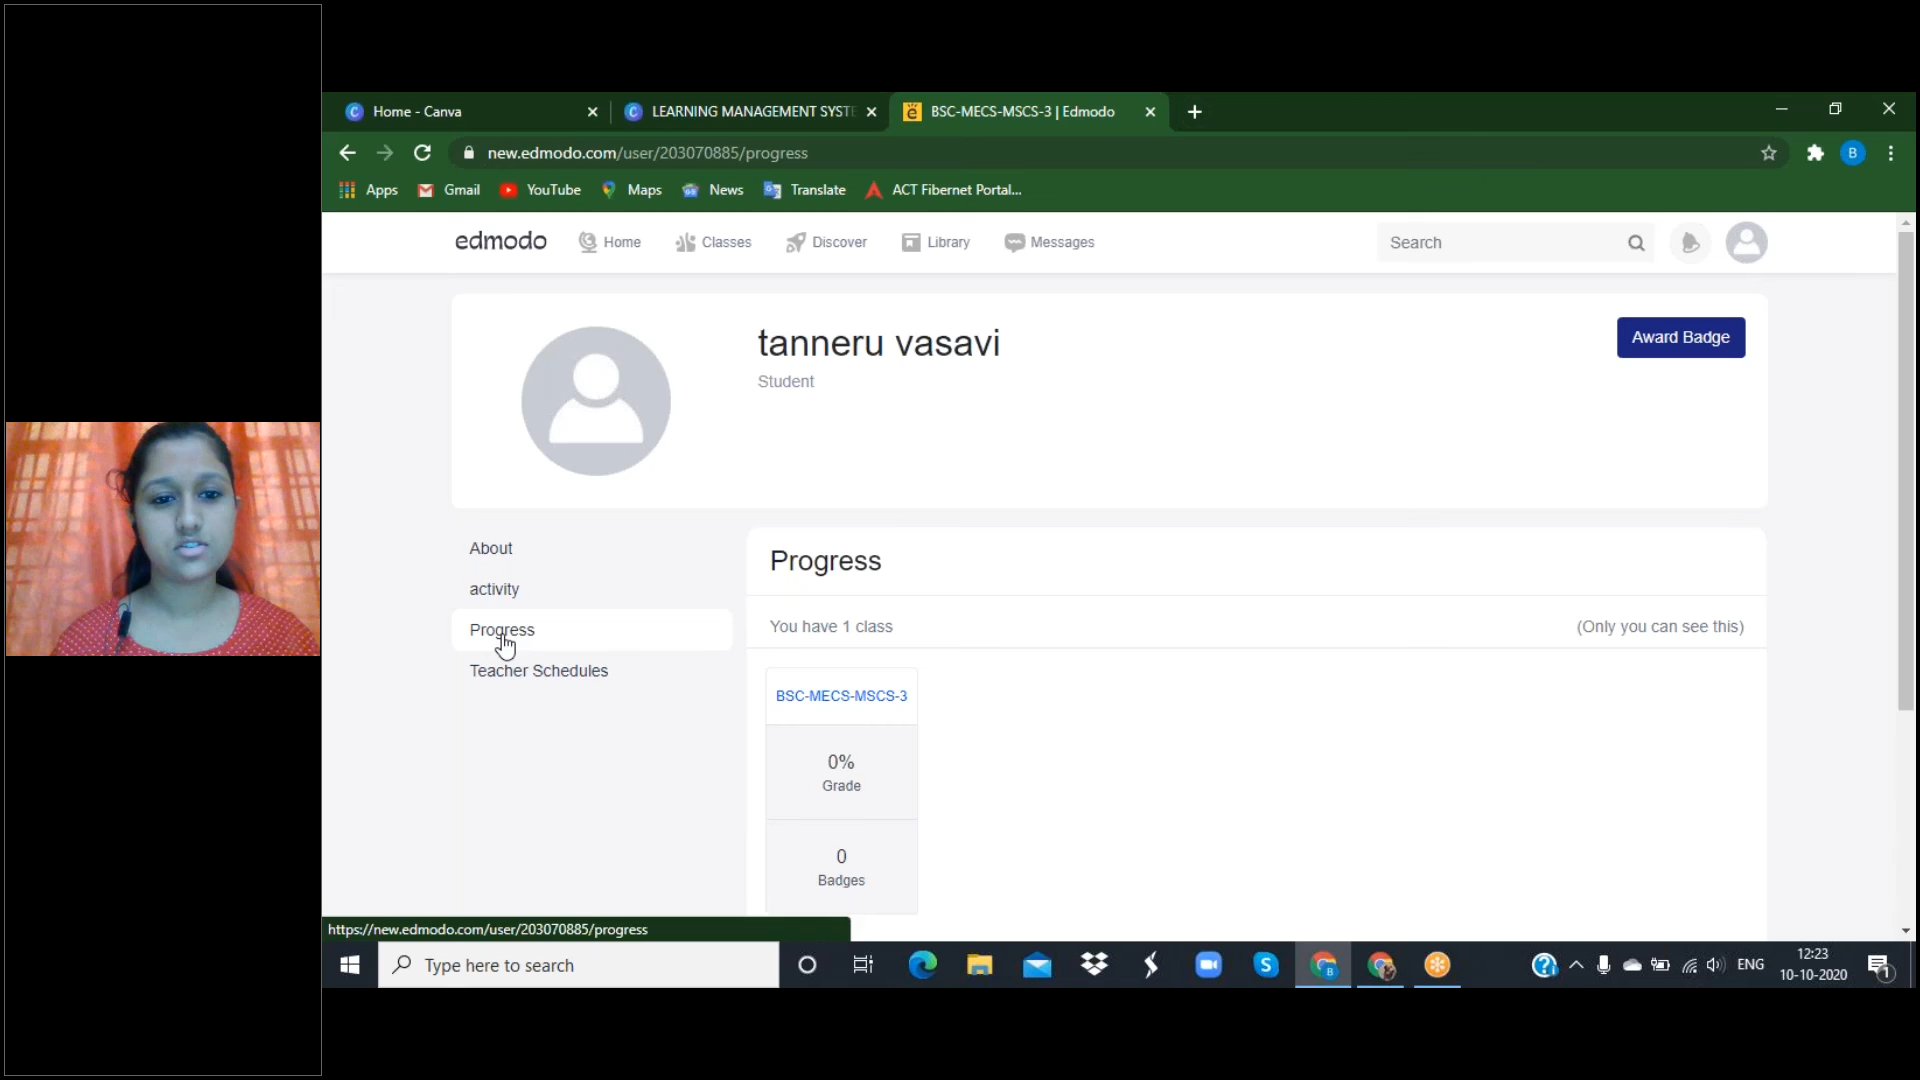 Home - Canva
LEARNING MANAGEMENT SYSTE
BSC-MECS-MSCS-3 | Edmodo
new.edmodo.com/user/203070885/progress
B
Apps
Gmail
YouTube
Maps
News
Translate
ACT Fibernet Portal...
edmodo
Home
Classes
Discover
Library
Messages
Search
tanneru vasavi
Student
Award Badge
About
activity
Progress
Teacher Schedules
Progress
You have 1 class
(Only you can see this)
BSC-MECS-MSCS-3
0%
Grade
0
Badges
https://new.edmodo.com/user/203070885/progress
Type here to search
ENG
12:23
10-10-2020
1